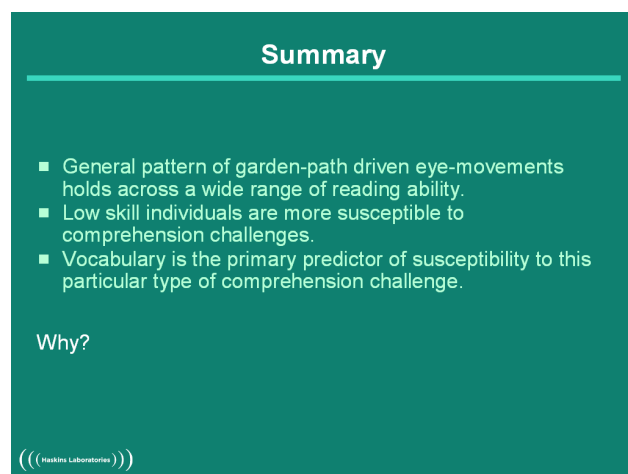 Summary
■ General pattern of garden-path driven eye-movements
holds across a wide range of reading ability.
■ Low skill individuals are more susceptible to
comprehension challenges.
■ Vocabulary is the primary predictor of susceptibility to this
particular type of comprehension challenge.
Why?
(((Haskins Laboratories)))